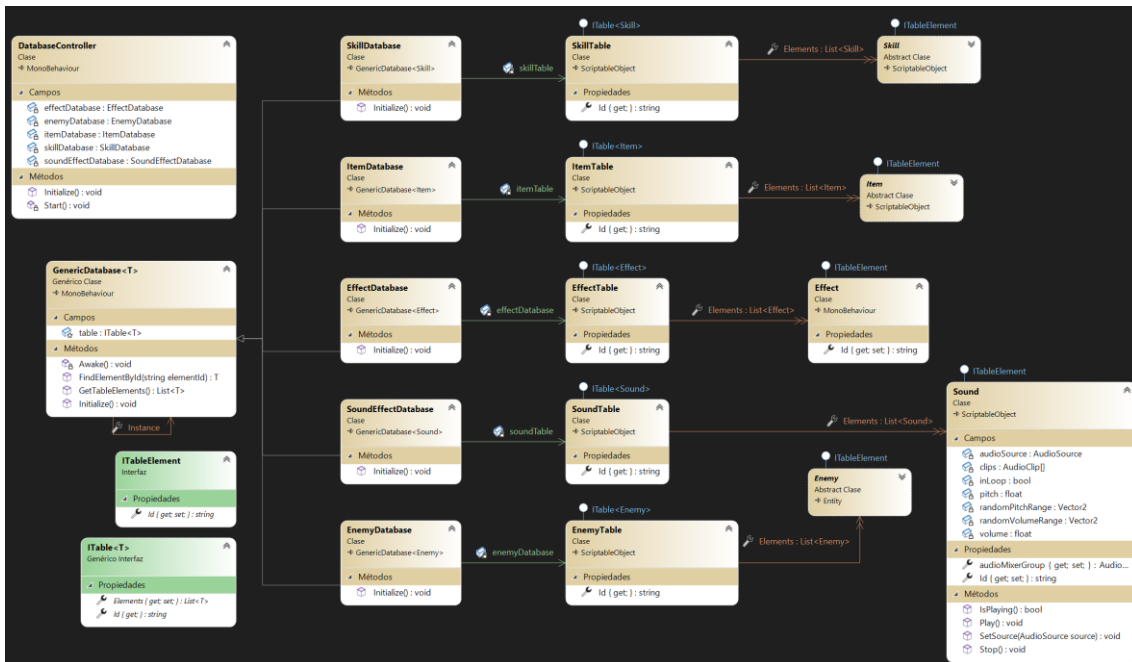 DatabaseController
Clase
MonoBehaviour
Campos
effectDatabase : EffectDatabase
enemyDatabase : EnemyDatabase
itemDatabase : ItemDatabase
skillDatabase : SkillDatabase
soundEffectDatabase : SoundEffectDatabase
Métodos
Initialize() : void
Start() : void
GenericDatabase<T>
Genérico Clase
MonoBehaviour
Campos
table : ITable<T>
Métodos
Awake() : void
FindElementById(string elementId) : T
GetTableElements() : List<T>
Initialize() : void
Instance
ITableElement
Interfaz
Propiedades
Id { get; set; } : string
ITable<T>
Genérico Interfaz
Propiedades
Elements { get; set; } : List<T>
Id { get; } : string
SkillDatabase
Clase
GenericDatabase<Skill>
Métodos
Initialize() : void
skillTable
ITable<Skill>
SkillTable
Clase
ScriptableObject
Propiedades
Id { get; } : string
Elements : List<Skill>
ITableElement
Skill
Abstract Clase
ScriptableObject
ItemDatabase
Clase
GenericDatabase<Item>
Métodos
Initialize() : void
itemTable
ITable<Item>
ItemTable
Clase
ScriptableObject
Propiedades
Id { get; } : string
Elements : List<Item>
ITableElement
Item
Abstract Clase
ScriptableObject
EffectDatabase
Clase
GenericDatabase<Effect>
Métodos
Initialize() : void
effectDatabase
ITable<Effect>
EffectTable
Clase
ScriptableObject
Propiedades
Id { get; } : string
Elements : List<Effect>
ITableElement
Effect
Clase
MonoBehaviour
Propiedades
Id { get; set; } : string
SoundEffectDatabase
Clase
GenericDatabase<Sound>
Métodos
Initialize() : void
soundTable
ITable<Sound>
SoundTable
Clase
ScriptableObject
Propiedades
Id { get; } : string
Elements : List<Sound>
ITableElement
Sound
Clase
ScriptableObject
Campos
audioSource : AudioSource
clips : AudioClip[]
inLoop : bool
pitch : float
randomPitchRange : Vector2
randomVolumeRange : Vector2
volume : float
Propiedades
audioMixerGroup { get; set; } : Audio...
Id { get; set; } : string
Métodos
IsPlaying() : bool
Play() : void
SetSource(AudioSource source) : void
Stop() : void
EnemyDatabase
Clase
GenericDatabase<Enemy>
Métodos
Initialize() : void
enemyDatabase
ITable<Enemy>
EnemyTable
Clase
ScriptableObject
Propiedades
Id { get; } : string
Elements : List<Enemy>
ITableElement
Enemy
Abstract Clase
Entity